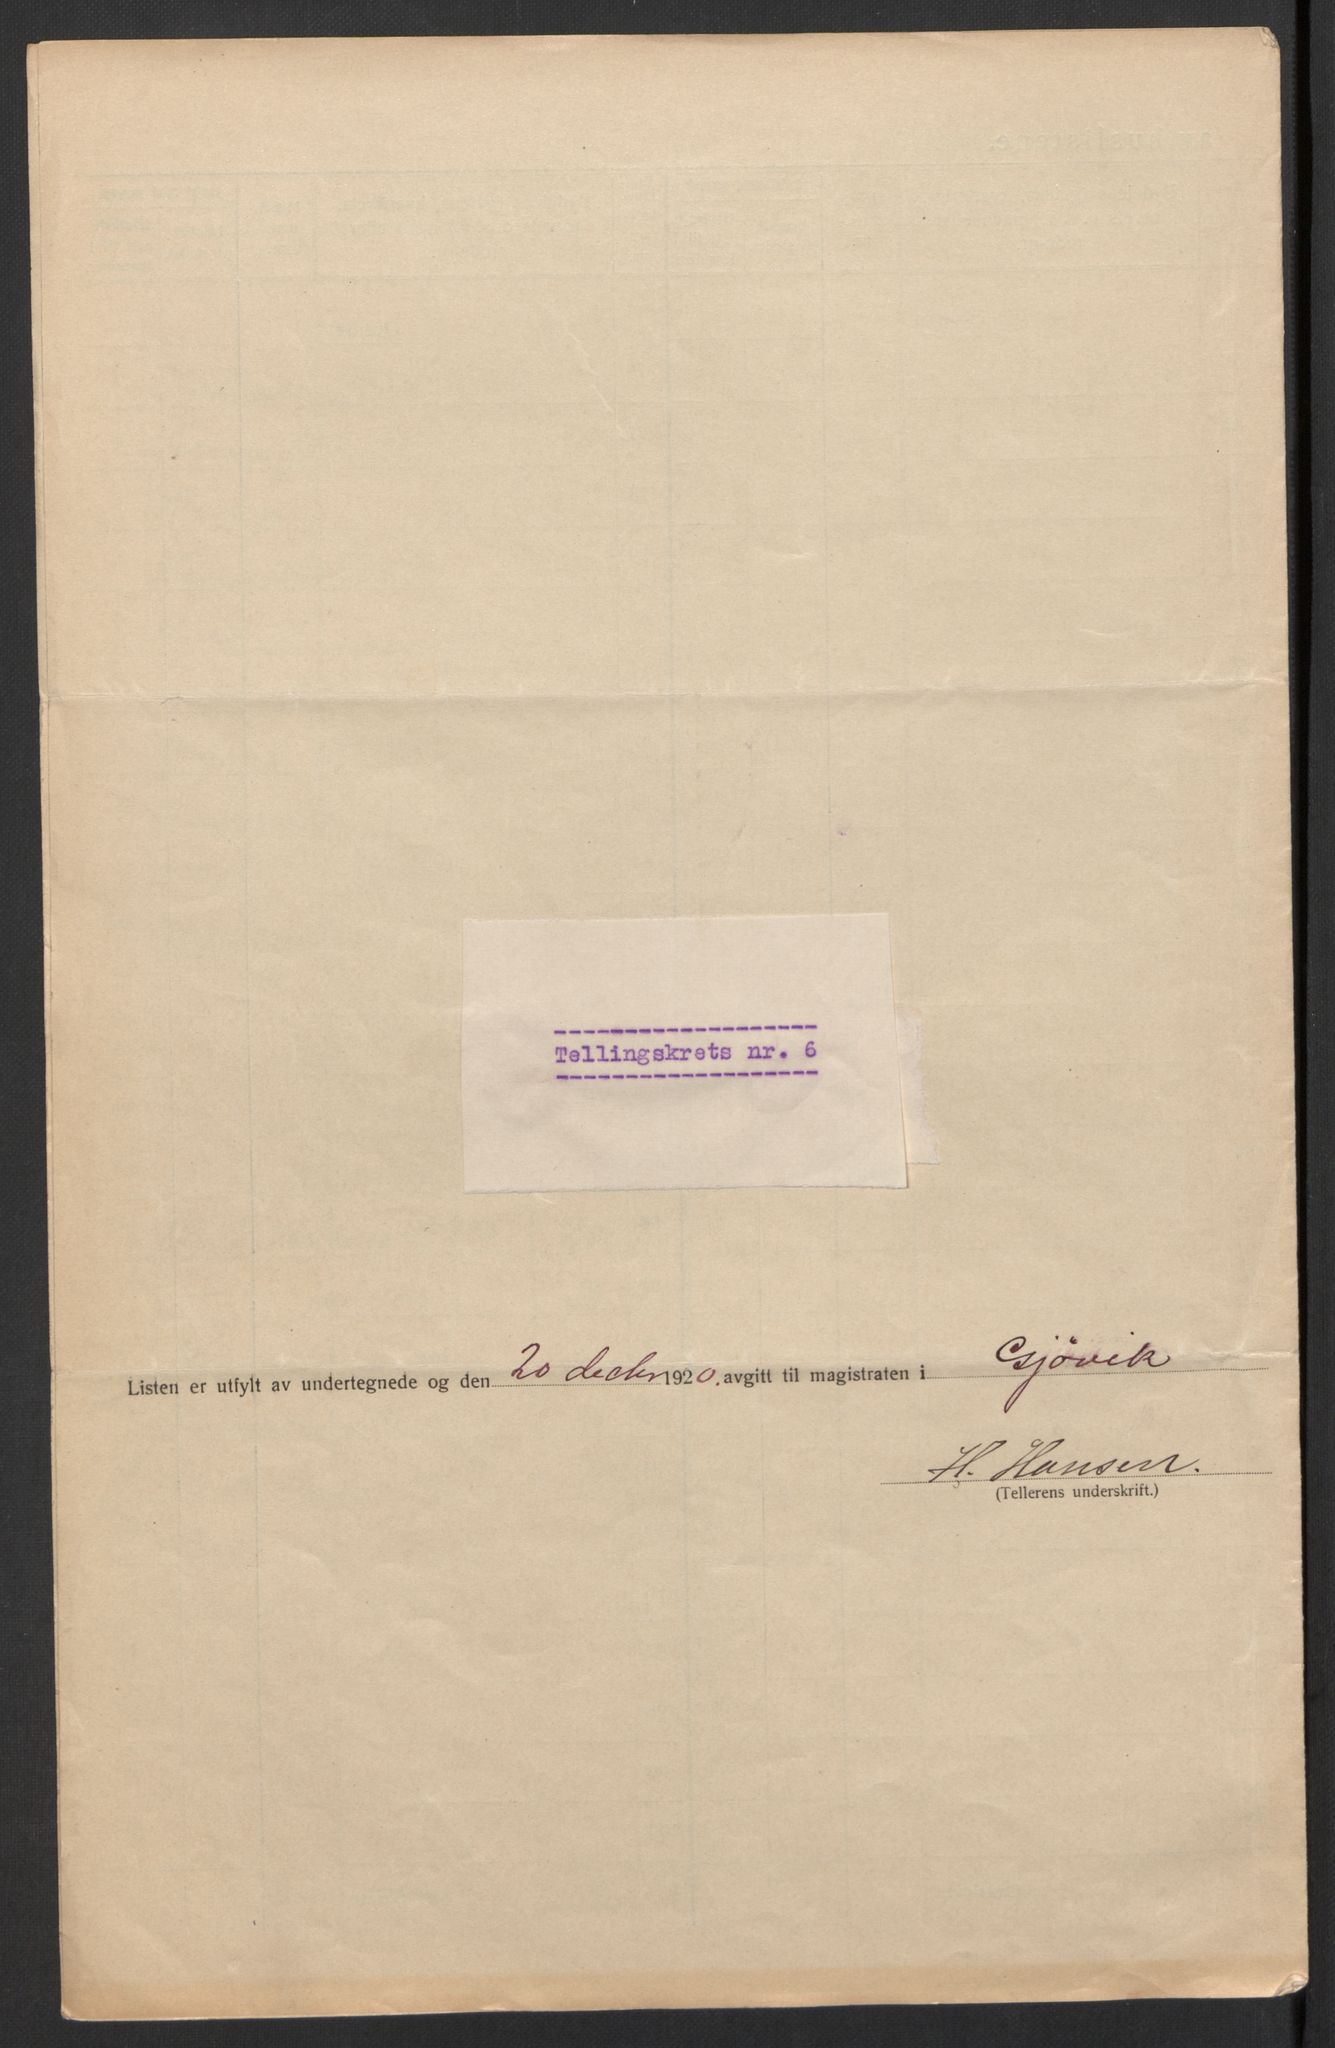 --------------------
Tellingskrets nr. 6
--------------------
Listen er utfylt av undertegnede og den 20 decbr 1920. avgitt til magistraten i Gjövik
H. Hansen.
(Tellerens underskrift.)